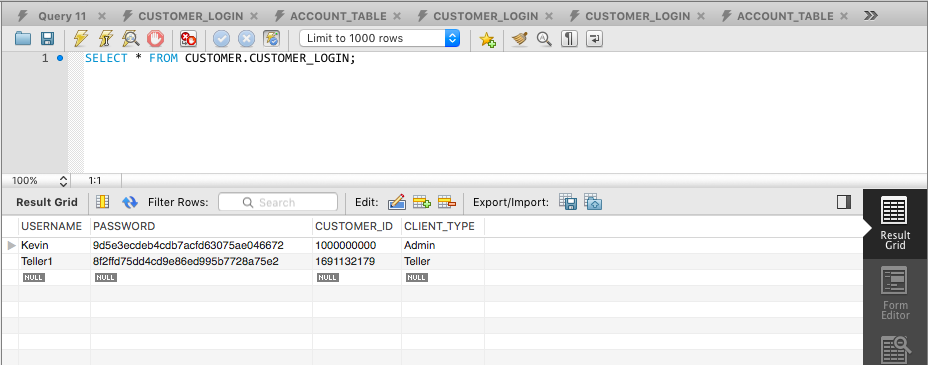 Query 11 CUSTOMER_LOGIN ACCOUNT_TABLE CUSTOMER_LOGIN CUSTOMER_LOGIN ACCOUNT_TABLE
Limit to 1000 rows
1 SELECT * FROM CUSTOMER.CUSTOMER_LOGIN;
100% 1:1
Result Grid Filter Rows: Search Edit: Export/Import:
USERNAME PASSWORD CUSTOMER_ID CLIENT_TYPE
Kevin 9d5e3ecdeb4cdb7acfd63075ae046672 1000000000 Admin
Teller1 8f2ffd75dd4cd9e86ed995b7728a75e2 1691132179 Teller
NULL NULL NULL NULL
Result
Grid
Form
Editor